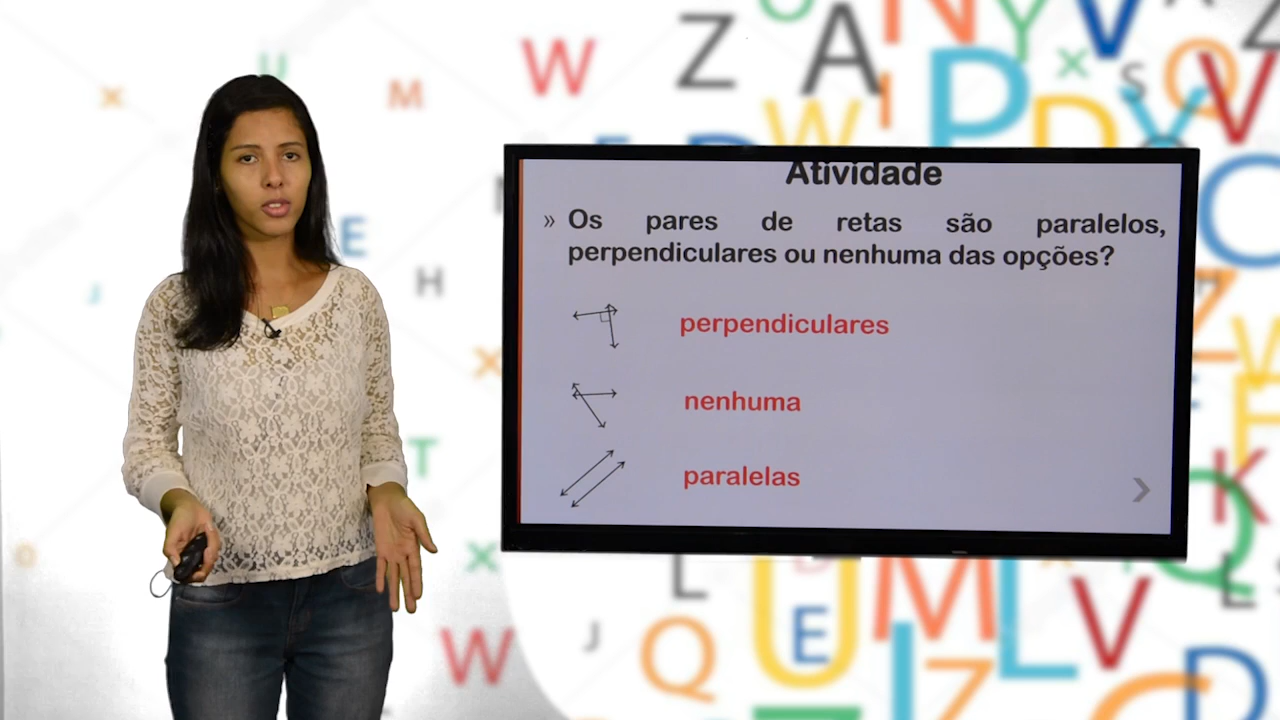 Atividade
» Os pares de retas são paralelos,
perpendiculares ou nenhuma das opções?
perpendiculares
nenhuma
paralelas